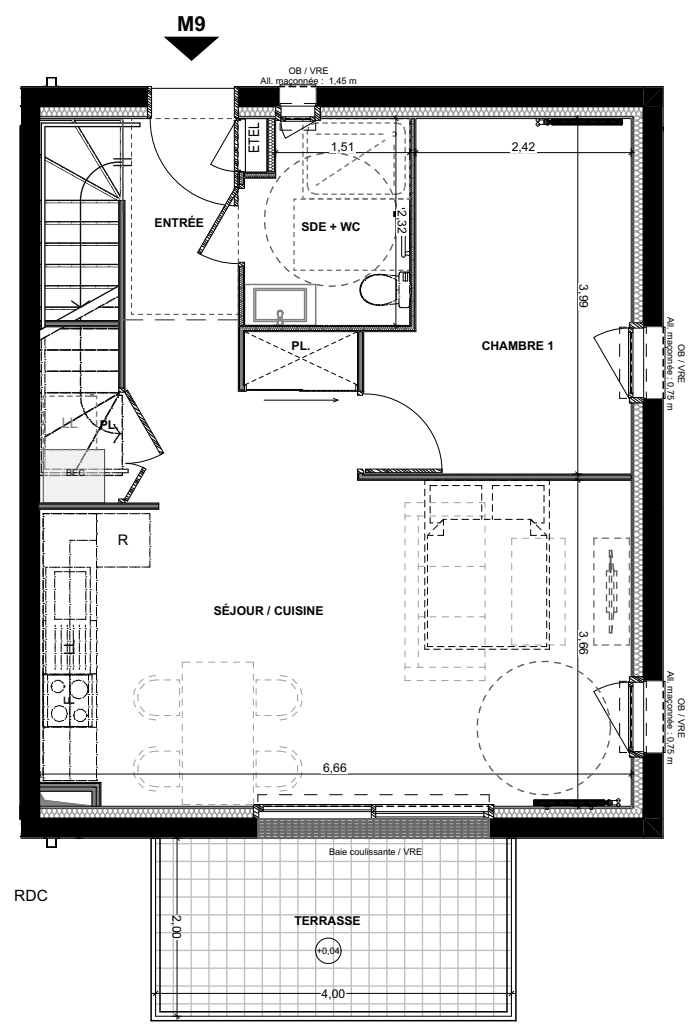 M9
OB / VRE
All. maçonnée : 1,45 m
ETEL
1,51
2,42
ENTRÉE
SDE + WC
2,32
3,99
PL.
CHAMBRE 1
OB / VRE
All. maçonnée : 0,75 m
LL
PL.
BEC
R
SÉJOUR / CUISINE
3,66
LL
F
OB / VRE
All. maçonnée : 0,75 m
6,66
Baie coulissante / VRE
RDC
2,00
TERRASSE
+0,04
4,00